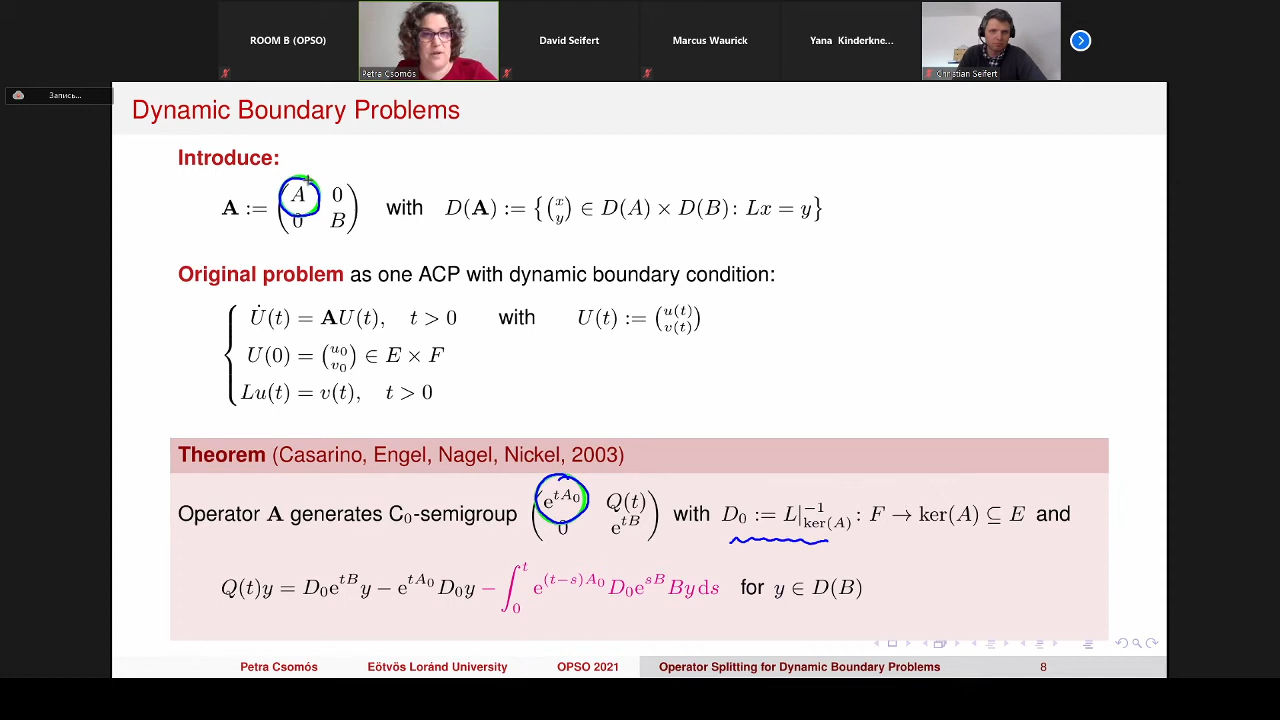 ROOM B (OPSO)
Petra Csomós
David Seifert
Marcus Waurick
Yana Kinderkne...
Christian Seifert
Запись...
Dynamic Boundary Problems
Introduce:
𝐀 := ( A 0 ; 0 B ) with D(𝐀) := { (x y) ∈ D(A) × D(B): Lx = y }
Original problem as one ACP with dynamic boundary condition:
U̇(t) = 𝐀U(t), t > 0 with U(t) := (u(t) v(t))
U(0) = (u₀ v₀) ∈ E × F
Lu(t) = v(t), t > 0
Theorem (Casarino, Engel, Nagel, Nickel, 2003)
Operator 𝐀 generates C₀-semigroup ( e^{tA₀} Q(t) ; 0 e^{tB} ) with D₀ := L|⁻¹_{ker(A)} : F → ker(A) ⊆ E and
Q(t)y = D₀e^{tB}y − e^{tA₀}D₀y − ∫₀ᵗ e^{(t−s)A₀}D₀e^{sB}By ds for y ∈ D(B)
Petra Csomós Eötvös Loránd University OPSO 2021 Operator Splitting for Dynamic Boundary Problems 8